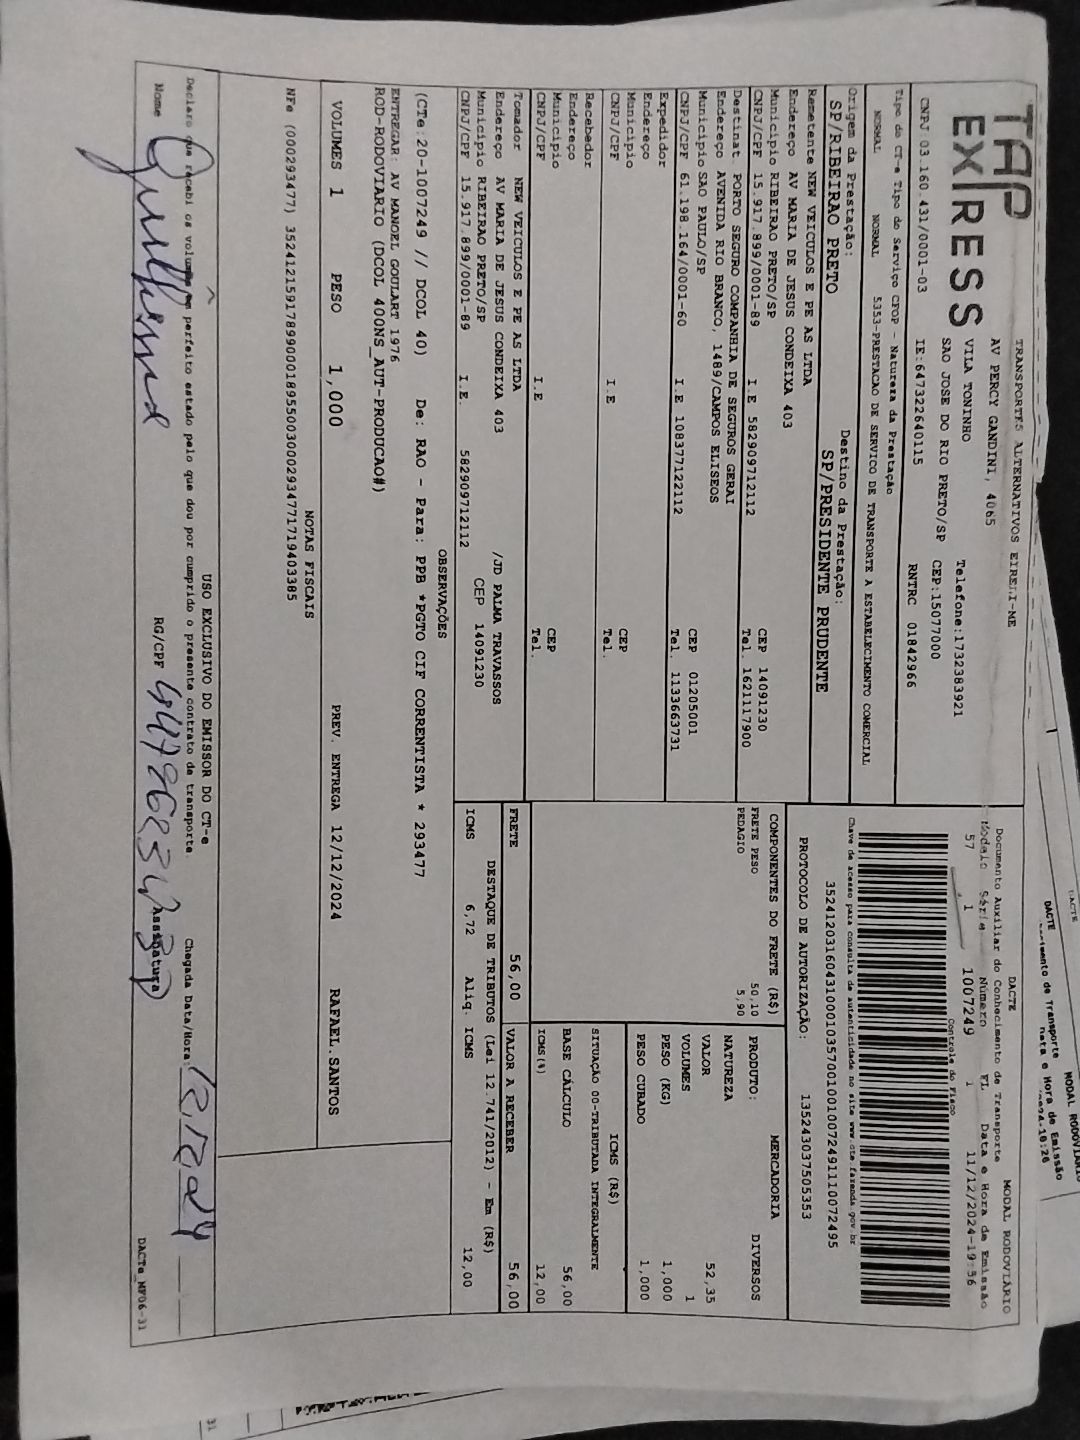 TAP
EXPRESS
TRANSPORTES ALTERNATIVOS EIRELI-ME
AV PERCY GANDINI, 4065
VILA TONINHO
Telefone:1732383921
SAO JOSE DO RIO PRETO/SP CEP:15077000
CNPJ 03.160.431/0001-03 IE:647322640115 RNTRC 01842966
Tipo do CT-e Tipo do Serviço CFOP - Natureza da Prestação
NORMAL NORMAL 5353-PRESTACAO DE SERVICO DE TRANSPORTE A ESTABELECIMENTO COMERCIAL
Origem da Prestação: Destino da Prestação:
SP/RIBEIRAO PRETO SP/PRESIDENTE PRUDENTE
Remetente NEW VEICULOS E PE AS LTDA
Endereço AV MARIA DE JESUS CONDEIXA 403
Município RIBEIRAO PRETO/SP CEP 14091230
CNPJ/CPF 15.917.899/0001-89 I.E 582909712112 Tel. 1621117900
Destinat. PORTO SEGURO COMPANHIA DE SEGUROS GERAI
Endereço AVENIDA RIO BRANCO, 1489/CAMPOS ELISEOS
Município SAO PAULO/SP CEP 01205001
CNPJ/CPF 61.198.164/0001-60 I.E 108377122112 Tel. 1133663731
Expedidor
Endereço
Município CEP
CNPJ/CPF I.E Tel.
Recebedor
Endereço
Município CEP
CNPJ/CPF I.E Tel.
Tomador NEW VEICULOS E PE AS LTDA
Endereço AV MARIA DE JESUS CONDEIXA 403 /JD PALMA TRAVASSOS
Município RIBEIRAO PRETO/SP CEP 14091230
CNPJ/CPF 15.917.899/0001-89 I.E. 582909712112
DACTE MODAL RODOVIÁRIO
Documento Auxiliar do Conhecimento de Transporte
Modelo Série Número FL Data e Hora de Emissão
57 1 1007249 1 11/12/2024-19:56
Controle do Fisco
Chave de acesso para consulta de autenticidade no site www.cte.fazenda.gov.br
35241203160431000103570010010072491110072495
PROTOCOLO DE AUTORIZAÇÃO: 135243037505353
COMPONENTES DO FRETE (R$)
FRETE PESO 50,10
PEDAGIO 5,90
FRETE 56,00
MERCADORIA
PRODUTO: DIVERSOS
NATUREZA
VALOR 52,35
VOLUMES 1
PESO (KG) 1,000
PESO CUBADO 1,000
ICMS (R$)
SITUAÇÃO 00-TRIBUTADA INTEGRALMENTE
BASE CÁLCULO 56,00
ICMS(%) 12,00
VALOR A RECEBER 56,00
DESTAQUE DE TRIBUTOS (Lei 12.741/2012) - Em (R$)
ICMS 6,72 Alíq. ICMS 12,00
OBSERVAÇÕES
(CTe:20-1007249 // DCOL 40) De: RAO - Para: PPB *PGTO CIF CORRENTISTA * 293477
ENTREGAR: AV MANOEL GOULART 1976
ROD-RODOVIARIO (DCOL 400NS_AUT-PRODUCAO#)
VOLUMES 1 PESO 1,000 PREV. ENTREGA 12/12/2024 RAFAEL.SANTOS
NOTAS FISCAIS
NFe (000293477) 35241215917899000189550030002934771719403385
USO EXCLUSIVO DO EMISSOR DO CT-e
Declaro que recebi os volumes em perfeito estado pelo que dou por cumprido o presente contrato de transporte.
Chegada Data/Hora:
Nome Guilherme RG/CPF Assinatura
DACTe_MF06-31
DACTE MODAL RODOVIÁRIO
Data e Hora de Emissão